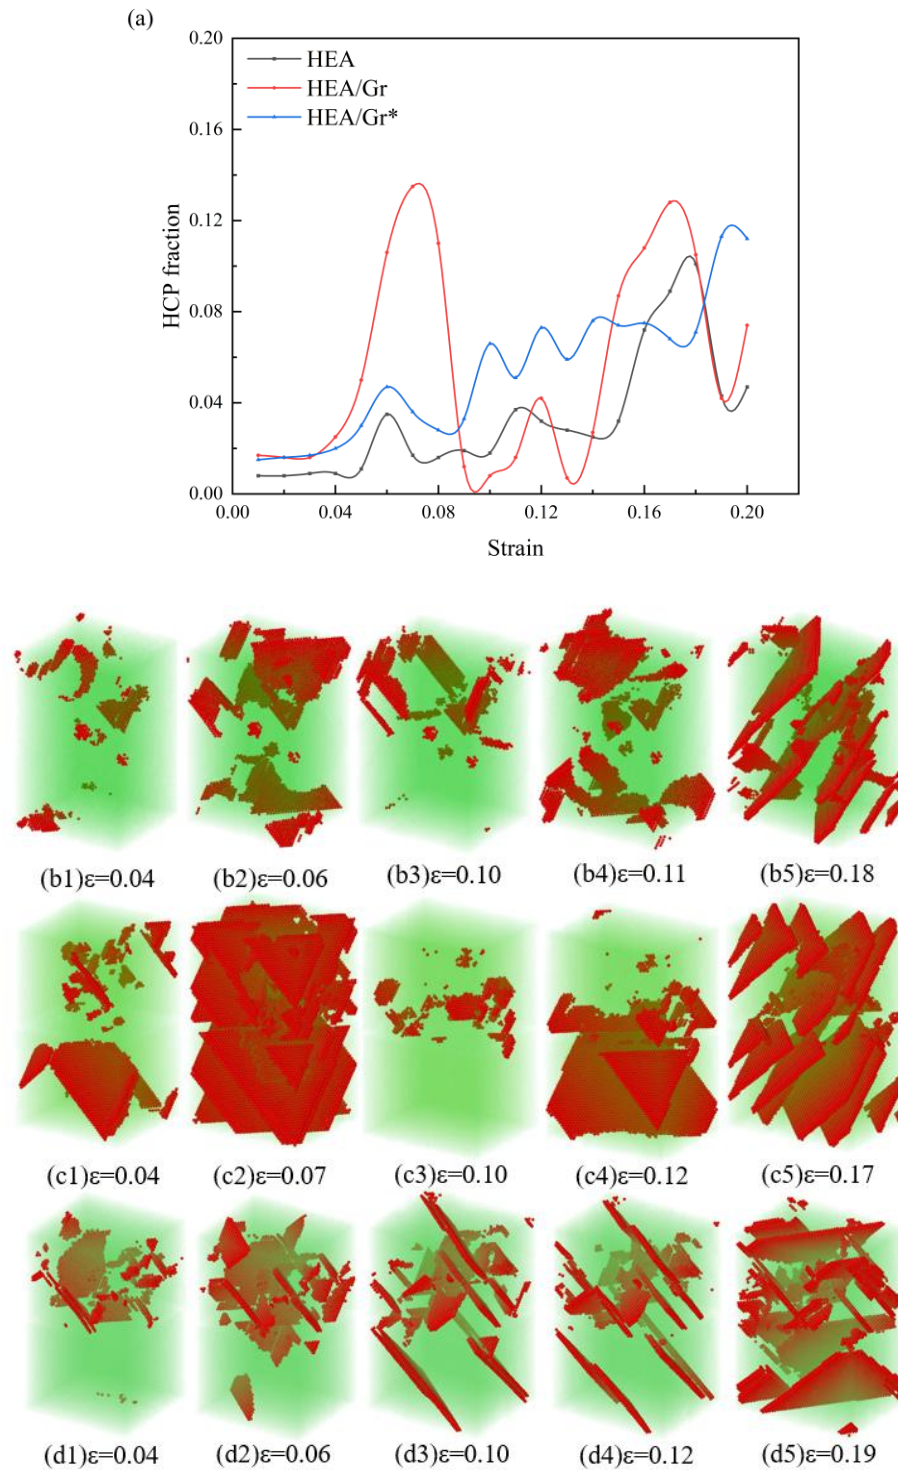 (a)
0.20
0.16
0.12
0.08
0.04
0.00
HCP fraction
HEA
HEA/Gr
HEA/Gr*
0.00 0.04 0.08 0.12 0.16 0.20
Strain
(b1)ε=0.04 (b2)ε=0.06 (b3)ε=0.10 (b4)ε=0.11 (b5)ε=0.18
(c1)ε=0.04 (c2)ε=0.07 (c3)ε=0.10 (c4)ε=0.12 (c5)ε=0.17
(d1)ε=0.04 (d2)ε=0.06 (d3)ε=0.10 (d4)ε=0.12 (d5)ε=0.19